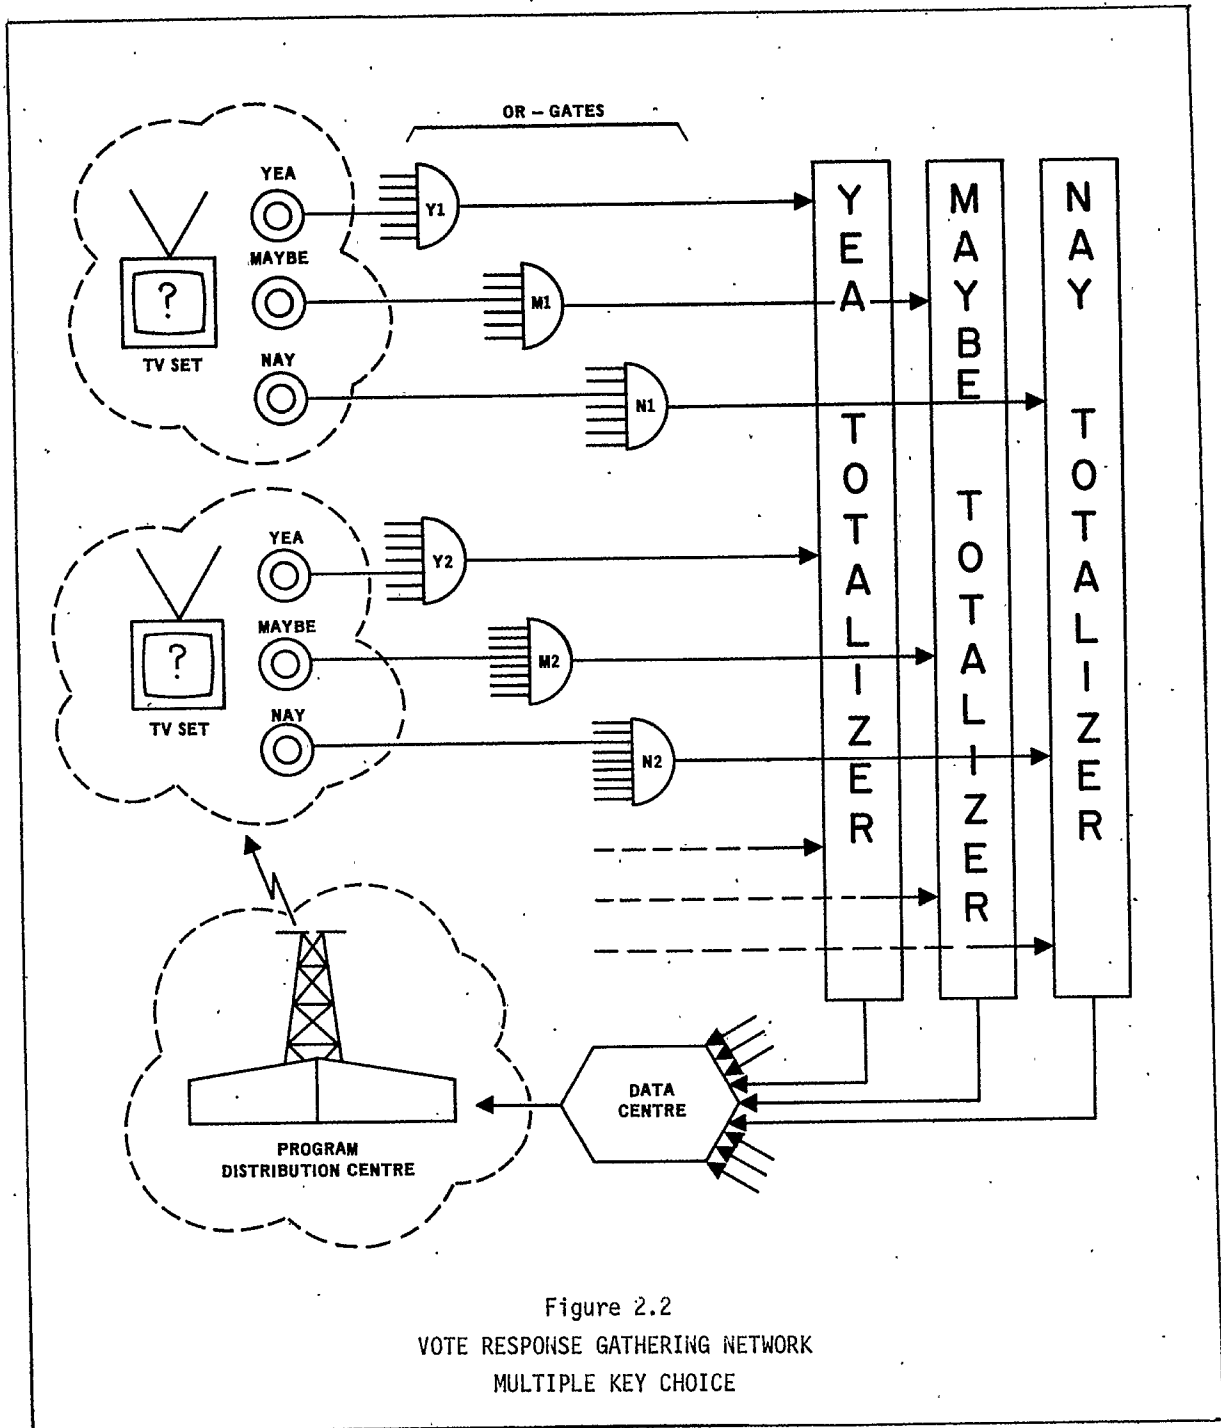 OR – GATES
YEA
Y1
MAYBE
M1
?
TV SET
NAY
N1
YEA
Y2
MAYBE
M2
?
TV SET
NAY
N2
YEA TOTALIZER
MAYBE TOTALIZER
NAY TOTALIZER
DATA
CENTRE
PROGRAM
DISTRIBUTION CENTRE
Figure 2.2
VOTE RESPONSE GATHERING NETWORK
MULTIPLE KEY CHOICE